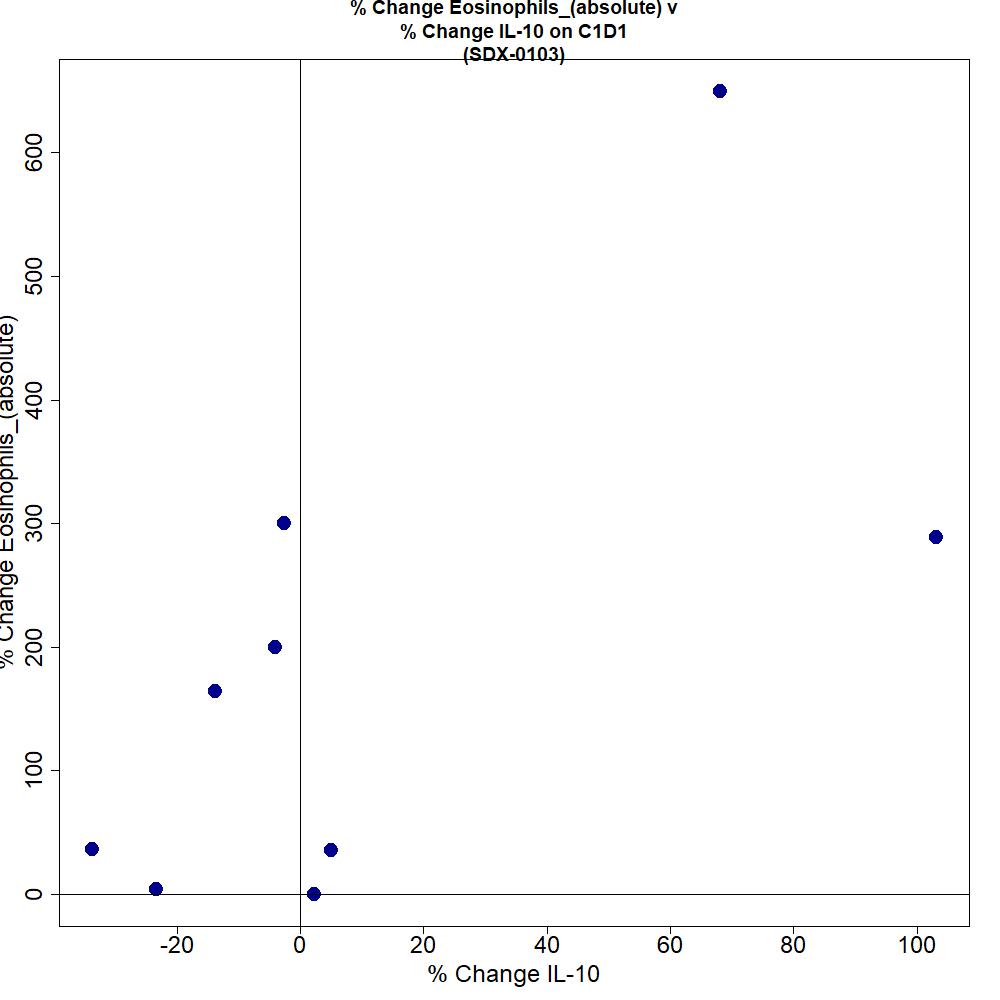 % Change Eosinophils_(absolute) v
% Change IL-10 on C1D1
(SDX-0103)
% Change Eosinophils_(absolute)
600
500
400
300
200
100
0
-20
0
20
40
60
80
100
% Change IL-10